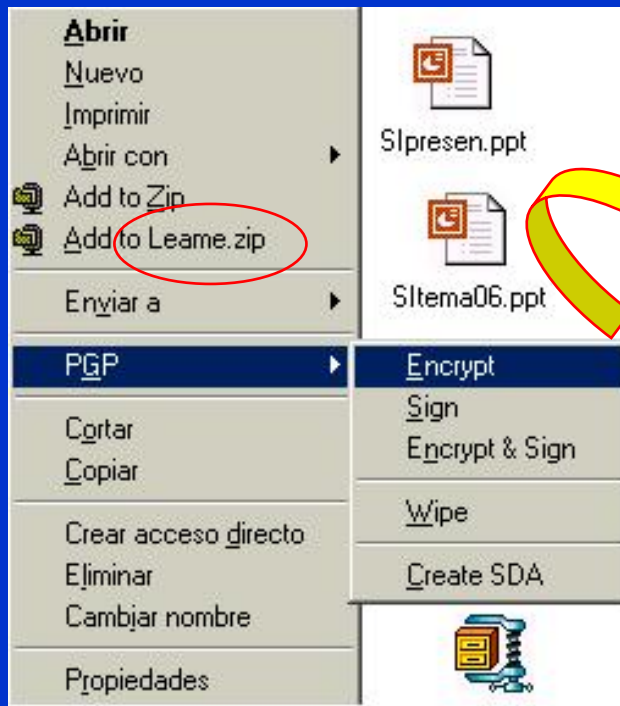 Abrir
Nuevo
Imprimir
Abrir con
Add to Zip
Add to Leame.zip
Enviar a
PGP
Cortar
Copiar
Crear acceso directo
Eliminar
Cambiar nombre
Propiedades
SIpresen.ppt
SItema06.ppt
Encrypt
Sign
Encrypt & Sign
Wipe
Create SDA